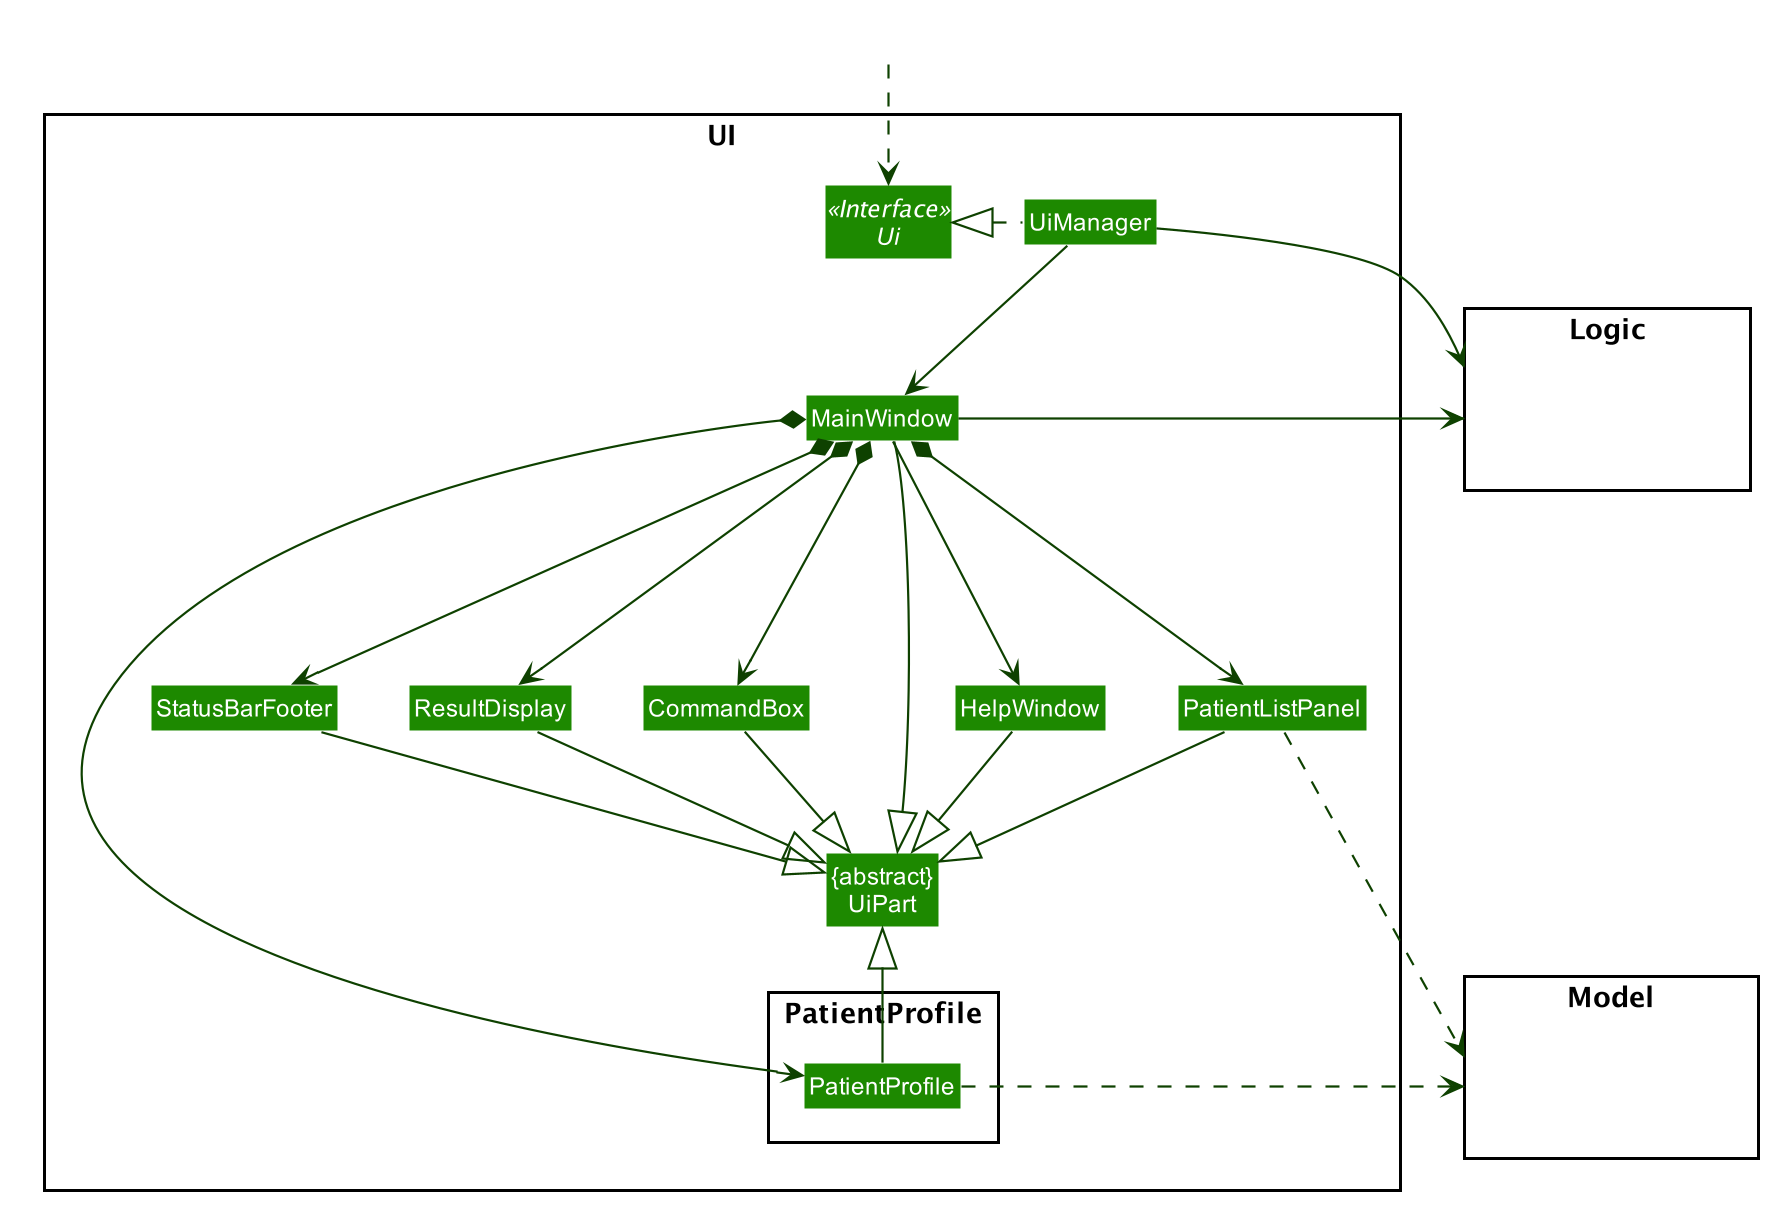 UI
«Interface»
Ui
UiManager
Logic
MainWindow
StatusBarFooter
ResultDisplay
CommandBox
HelpWindow
PatientListPanel
{abstract}
UiPart
PatientProfile
Model
PatientProfile